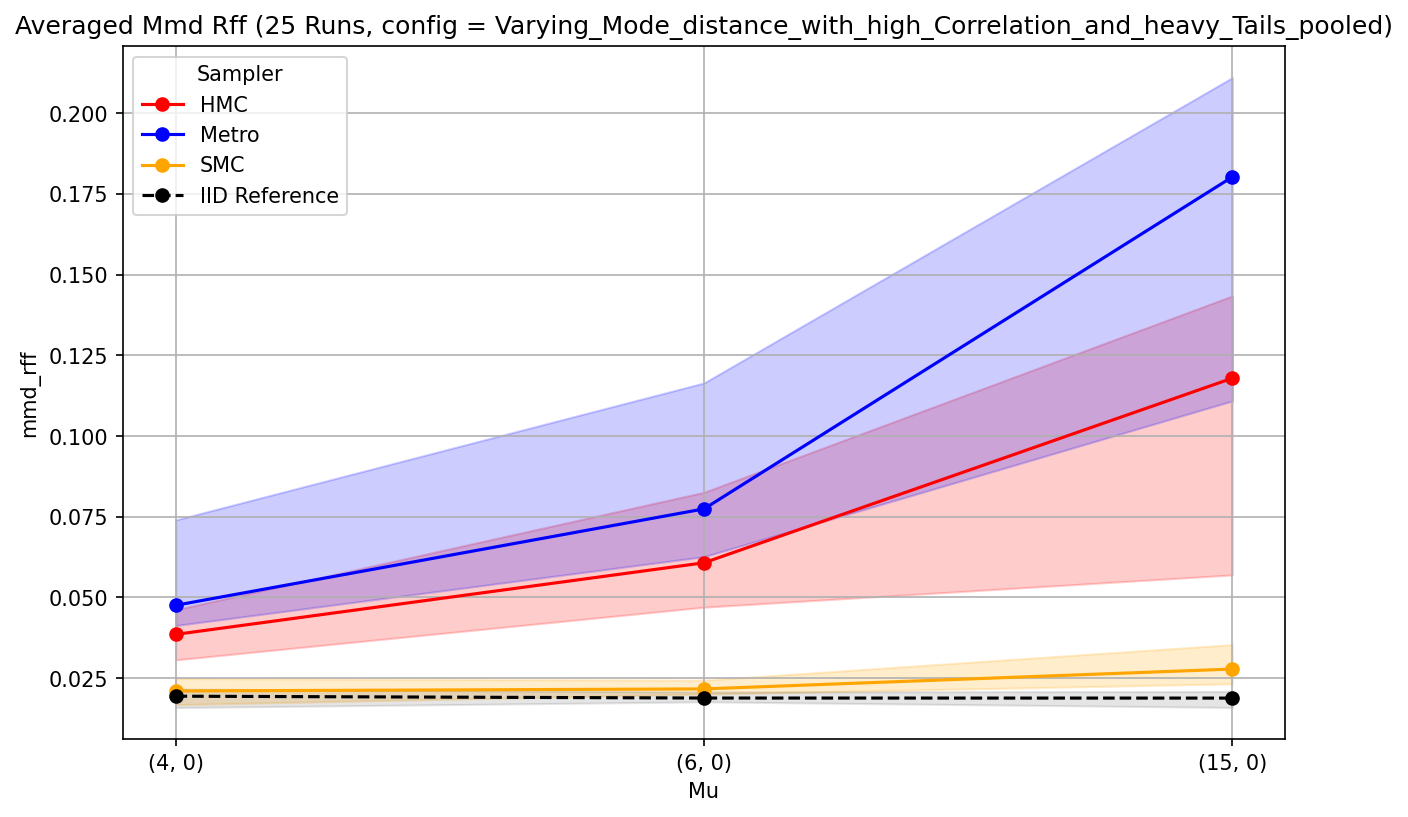 Averaged Mmd Rff (25 Runs, config = Varying_Mode_distance_with_high_Correlation_and_heavy_Tails_pooled)
Sampler
HMC
Metro
SMC
IID Reference
0.200
0.175
0.150
0.125
0.100
0.075
0.050
0.025
mmd_rff
(4, 0)
(6, 0)
(15, 0)
Mu